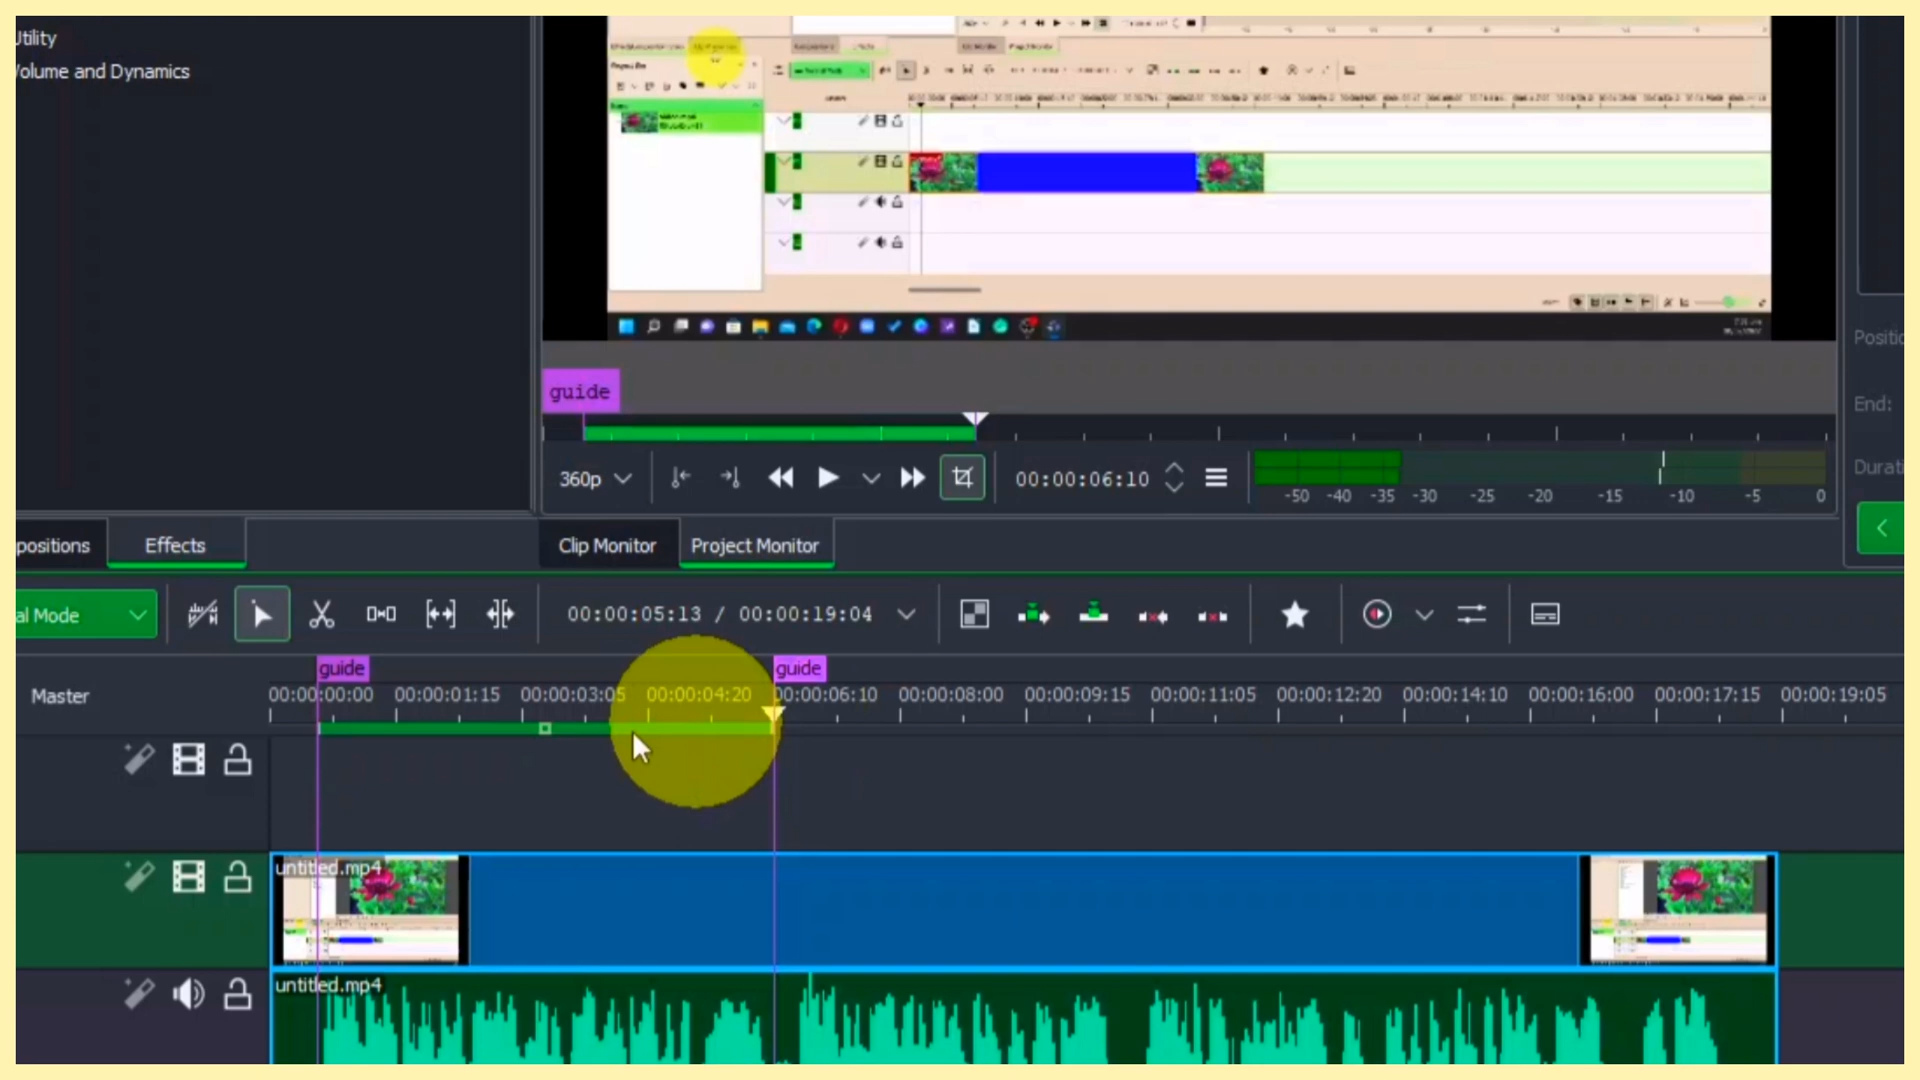 Utility
Volume and Dynamics
guide
360p
00:00:06:10
-50 -40 -35 -30 -25 -20 -15 -10 -5 0
Positio
End:
Durati
positions
Effects
Clip Monitor
Project Monitor
al Mode
00:00:05:13 / 00:00:19:04
guide
guide
Master
00:00:00:00 00:00:01:15 00:00:03:05 00:00:04:20 00:00:06:10 00:00:08:00 00:00:09:15 00:00:11:05 00:00:12:20 00:00:14:10 00:00:16:00 00:00:17:15 00:00:19:05
untitled.mp4
untitled.mp4